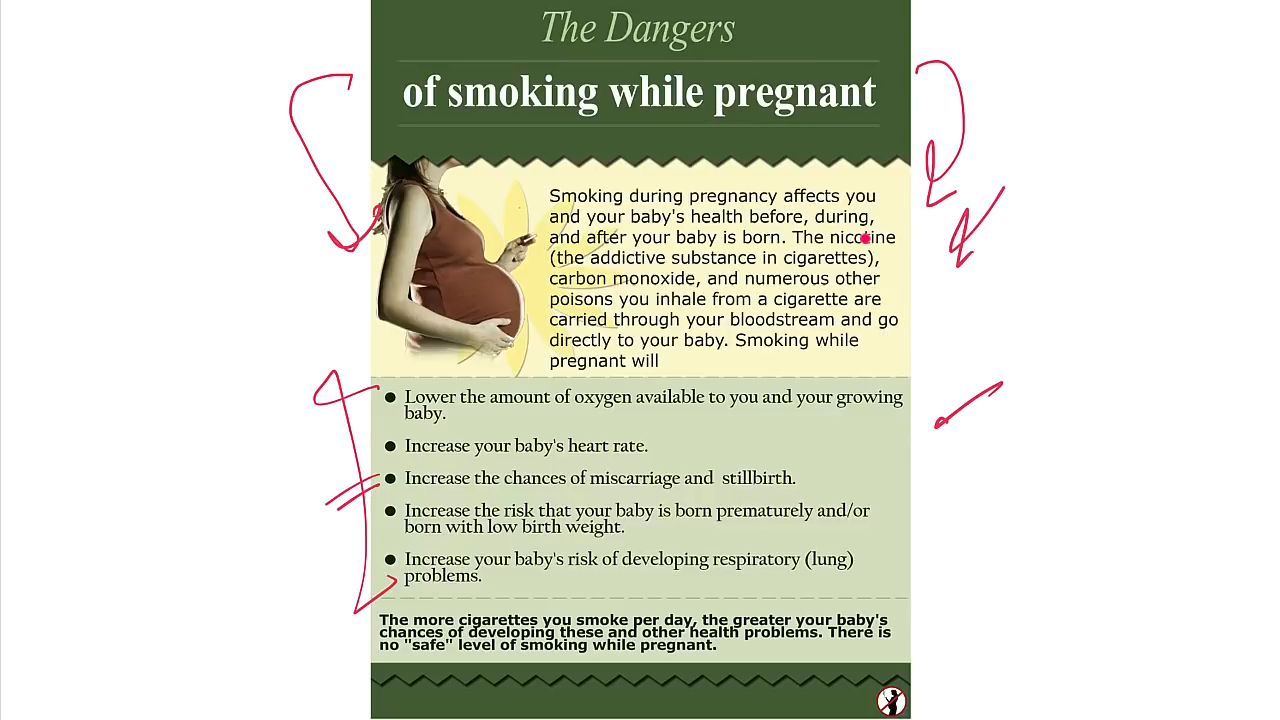 The Dangers
of smoking while pregnant
Smoking during pregnancy affects you
and your baby's health before, during,
and after your baby is born. The nicotine
(the addictive substance in cigarettes),
carbon monoxide, and numerous other
poisons you inhale from a cigarette are
carried through your bloodstream and go
directly to your baby. Smoking while
pregnant will
● Lower the amount of oxygen available to you and your growing
baby.
● Increase your baby's heart rate.
● Increase the chances of miscarriage and stillbirth.
● Increase the risk that your baby is born prematurely and/or
born with low birth weight.
● Increase your baby's risk of developing respiratory (lung)
problems.
The more cigarettes you smoke per day, the greater your baby's
chances of developing these and other health problems. There is
no "safe" level of smoking while pregnant.